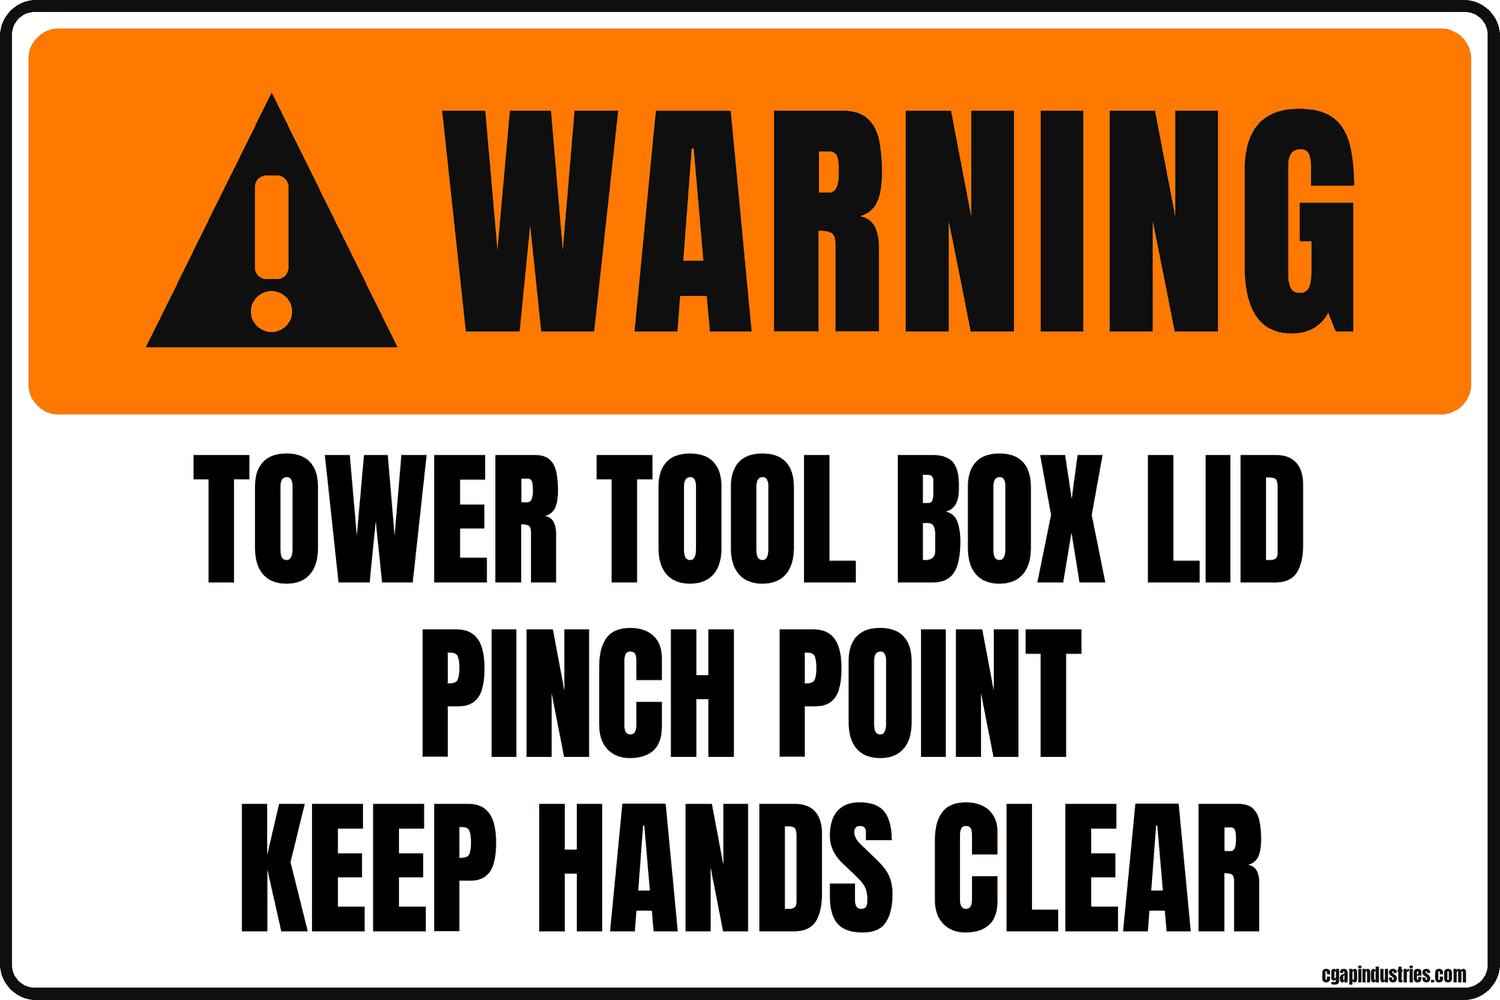 WARNING
TOWER TOOL BOX LID
PINCH POINT
KEEP HANDS CLEAR
cgapindustries.com